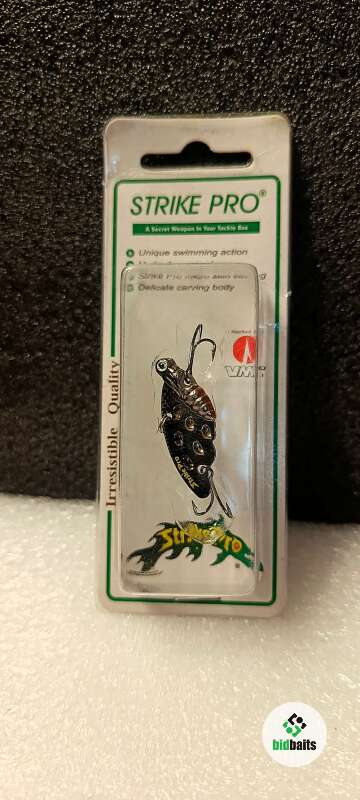 STRIKE PRO®
A Secret Weapon In Your Tackle Box
Unique swimming action
Delicate carving body
VMC
Irresistible Quality
StrikePro
Strike Pro
bidbaits